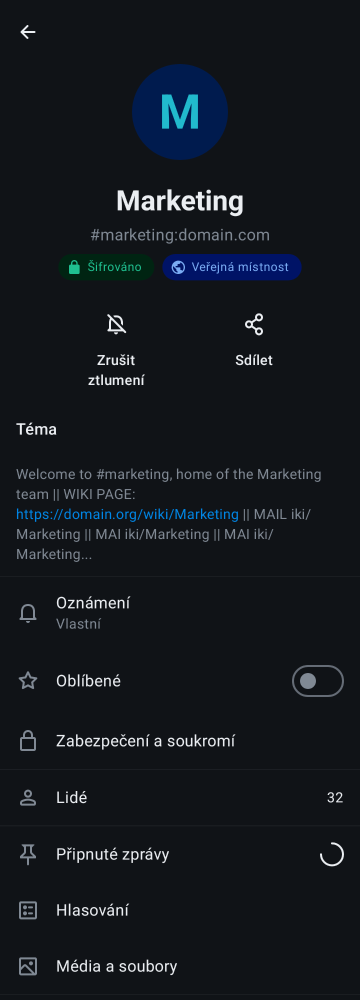 M
Marketing
#marketing:domain.com
Šifrováno
Veřejná místnost
Zrušit
ztlumení
Sdílet
Téma
Welcome to #marketing, home of the Marketing
team || WIKI PAGE:
https://domain.org/wiki/Marketing || MAIL iki/
Marketing || MAI iki/Marketing || MAI iki/
Marketing...
Oznámení
Vlastní
Oblíbené
Zabezpečení a soukromí
Lidé 32
Připnuté zprávy
Hlasování
Média a soubory